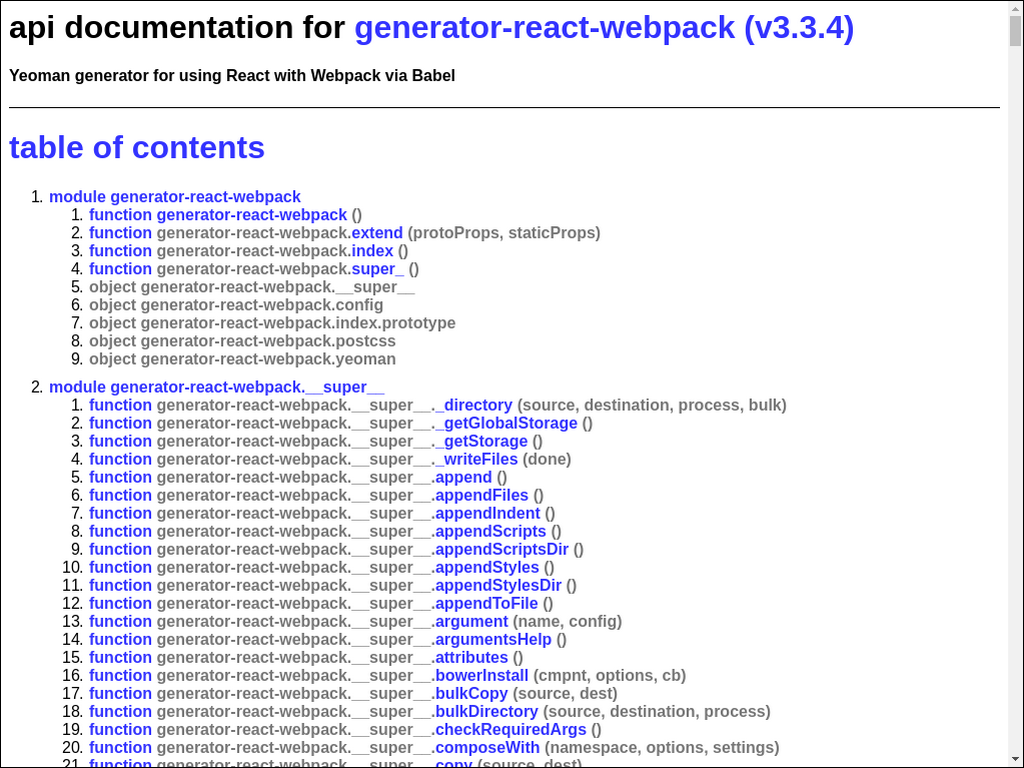 api documentation for generator-react-webpack (v3.3.4)
Yeoman generator for using React with Webpack via Babel
table of contents
1. module generator-react-webpack
1. function generator-react-webpack ()
2. function generator-react-webpack.extend (protoProps, staticProps)
3. function generator-react-webpack.index ()
4. function generator-react-webpack.super_ ()
5. object generator-react-webpack.__super__
6. object generator-react-webpack.config
7. object generator-react-webpack.index.prototype
8. object generator-react-webpack.postcss
9. object generator-react-webpack.yeoman
2. module generator-react-webpack.__super__
1. function generator-react-webpack.__super__._directory (source, destination, process, bulk)
2. function generator-react-webpack.__super__._getGlobalStorage ()
3. function generator-react-webpack.__super__._getStorage ()
4. function generator-react-webpack.__super__._writeFiles (done)
5. function generator-react-webpack.__super__.append ()
6. function generator-react-webpack.__super__.appendFiles ()
7. function generator-react-webpack.__super__.appendIndent ()
8. function generator-react-webpack.__super__.appendScripts ()
9. function generator-react-webpack.__super__.appendScriptsDir ()
10. function generator-react-webpack.__super__.appendStyles ()
11. function generator-react-webpack.__super__.appendStylesDir ()
12. function generator-react-webpack.__super__.appendToFile ()
13. function generator-react-webpack.__super__.argument (name, config)
14. function generator-react-webpack.__super__.argumentsHelp ()
15. function generator-react-webpack.__super__.attributes ()
16. function generator-react-webpack.__super__.bowerInstall (cmpnt, options, cb)
17. function generator-react-webpack.__super__.bulkCopy (source, dest)
18. function generator-react-webpack.__super__.bulkDirectory (source, destination, process)
19. function generator-react-webpack.__super__.checkRequiredArgs ()
20. function generator-react-webpack.__super__.composeWith (namespace, options, settings)
21. function generator-react-webpack.__super__.copy (source, dest)